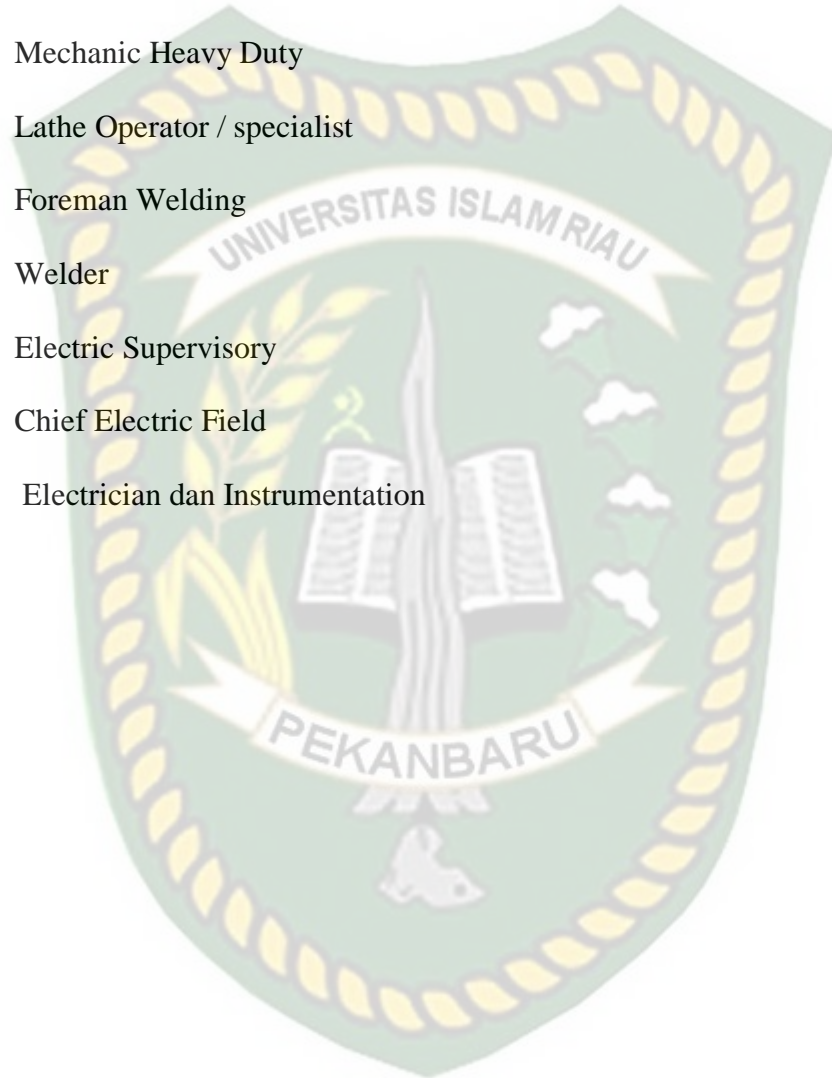 Mechanic Heavy Duty
Lathe Operator / specialist
Foreman Welding
UNIVERSITAS ISLAM RIAU
Welder
Electric Supervisory
Chief Electric Field
Electrician dan Instrumentation
PEKANBARU